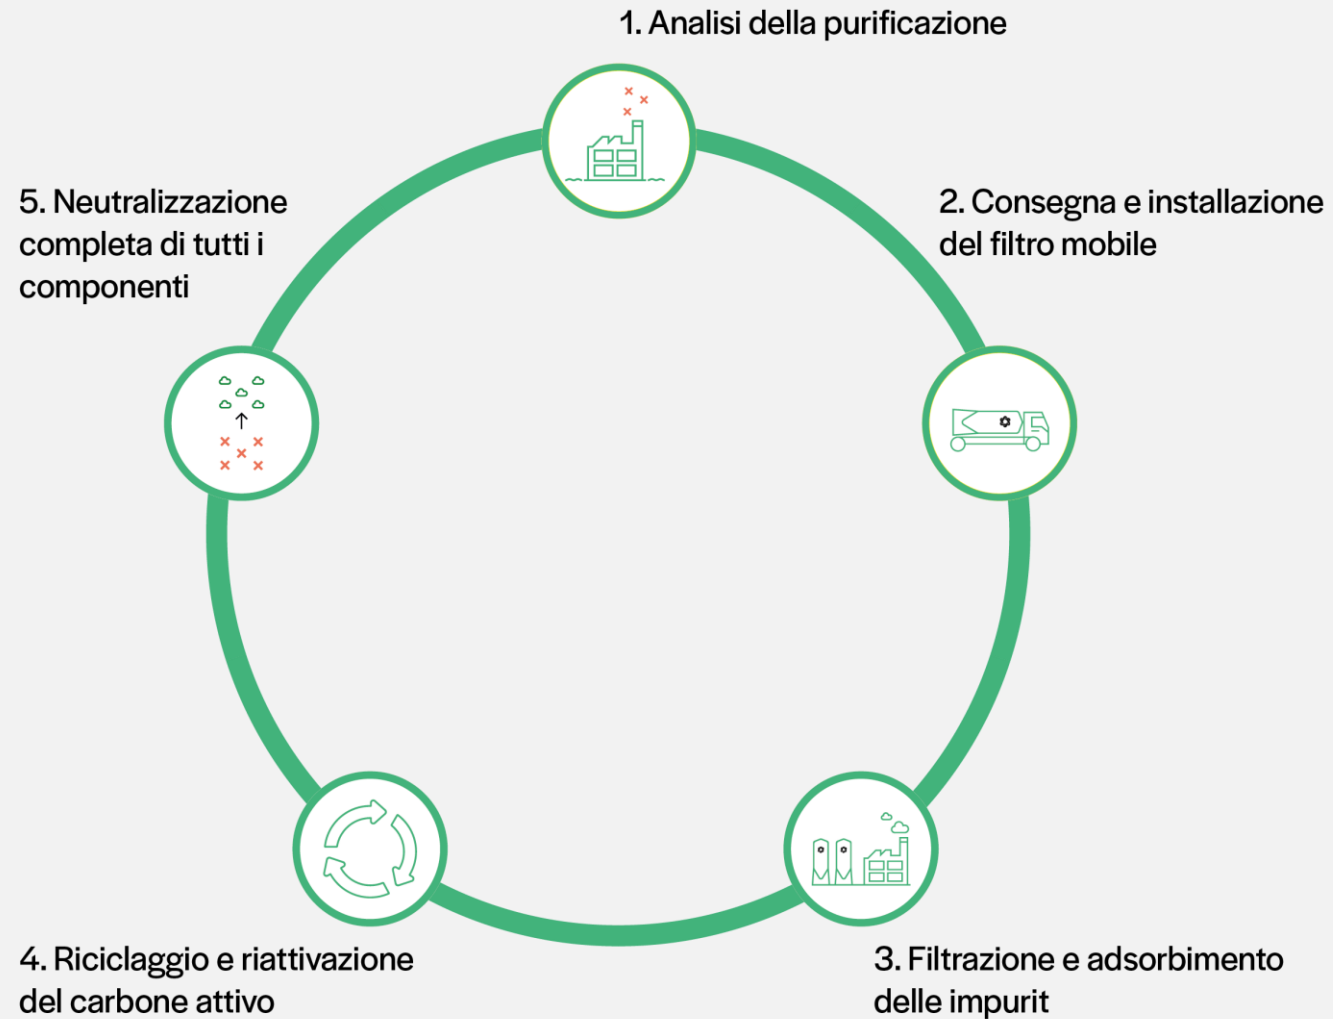 1. Analisi della purificazione
2. Consegna e installazione
del filtro mobile
3. Filtrazione e adsorbimento
delle impurit
4. Riciclaggio e riattivazione
del carbone attivo
5. Neutralizzazione
completa di tutti i
componenti